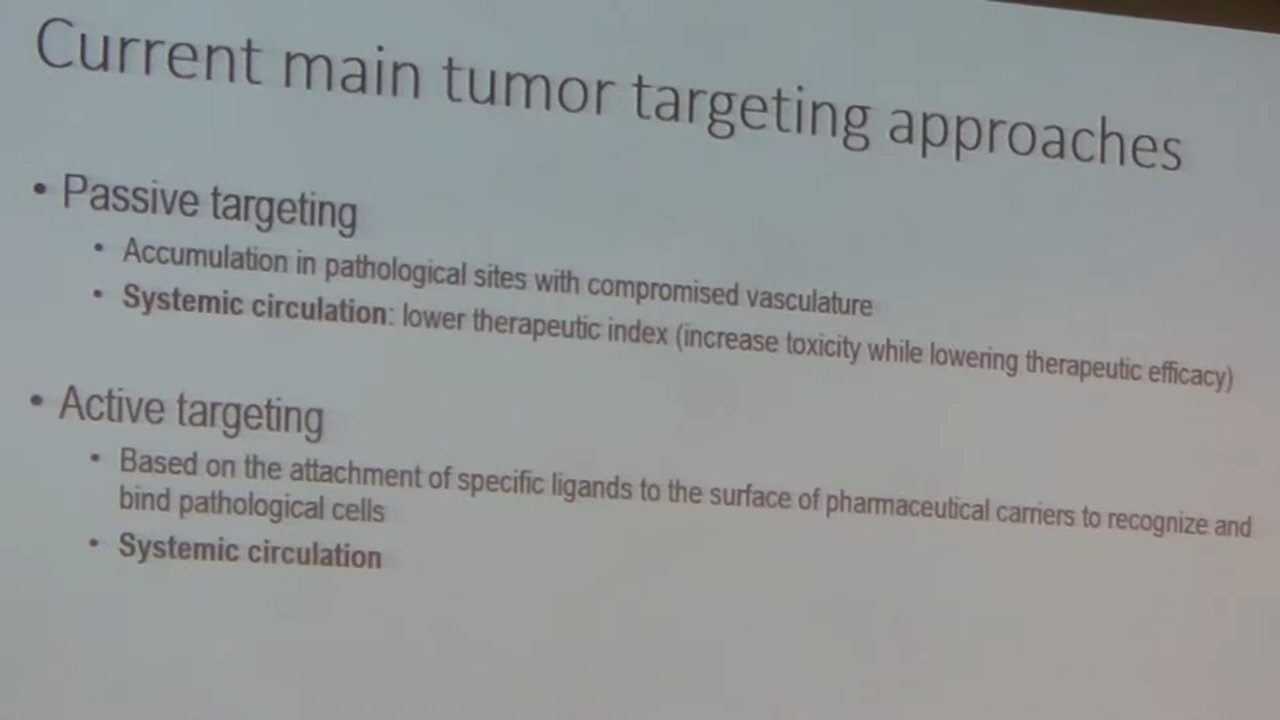 Current main tumor targeting approaches
• Passive targeting
• Accumulation in pathological sites with compromised vasculature
• Systemic circulation: lower therapeutic index (increase toxicity while lowering therapeutic efficacy)
• Active targeting
• Based on the attachment of specific ligands to the surface of pharmaceutical carriers to recognize and
bind pathological cells
• Systemic circulation